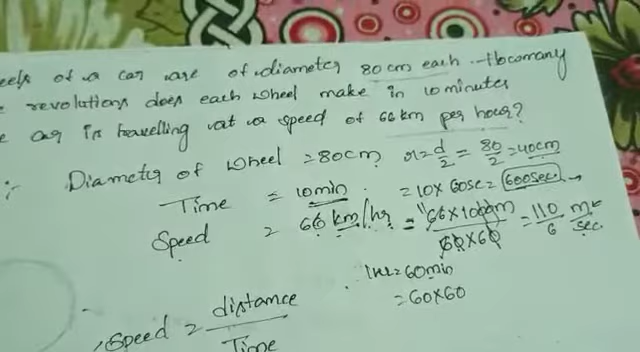 eels of a car are of diameter 80 cm each. How many
revolutions does each wheel make in 10 minutes
car is travelling at a speed of 66 km per hour?
Diameter of wheel = 80cm r = d/2 = 80/2 = 40cm
Time = 10min = 10× 60sec = 600sec
Speed = 66 km/hr = 66×1000m/60×60 = 110/6 m/sec.
1hr = 60min
= 60×60
Speed = distance/Time